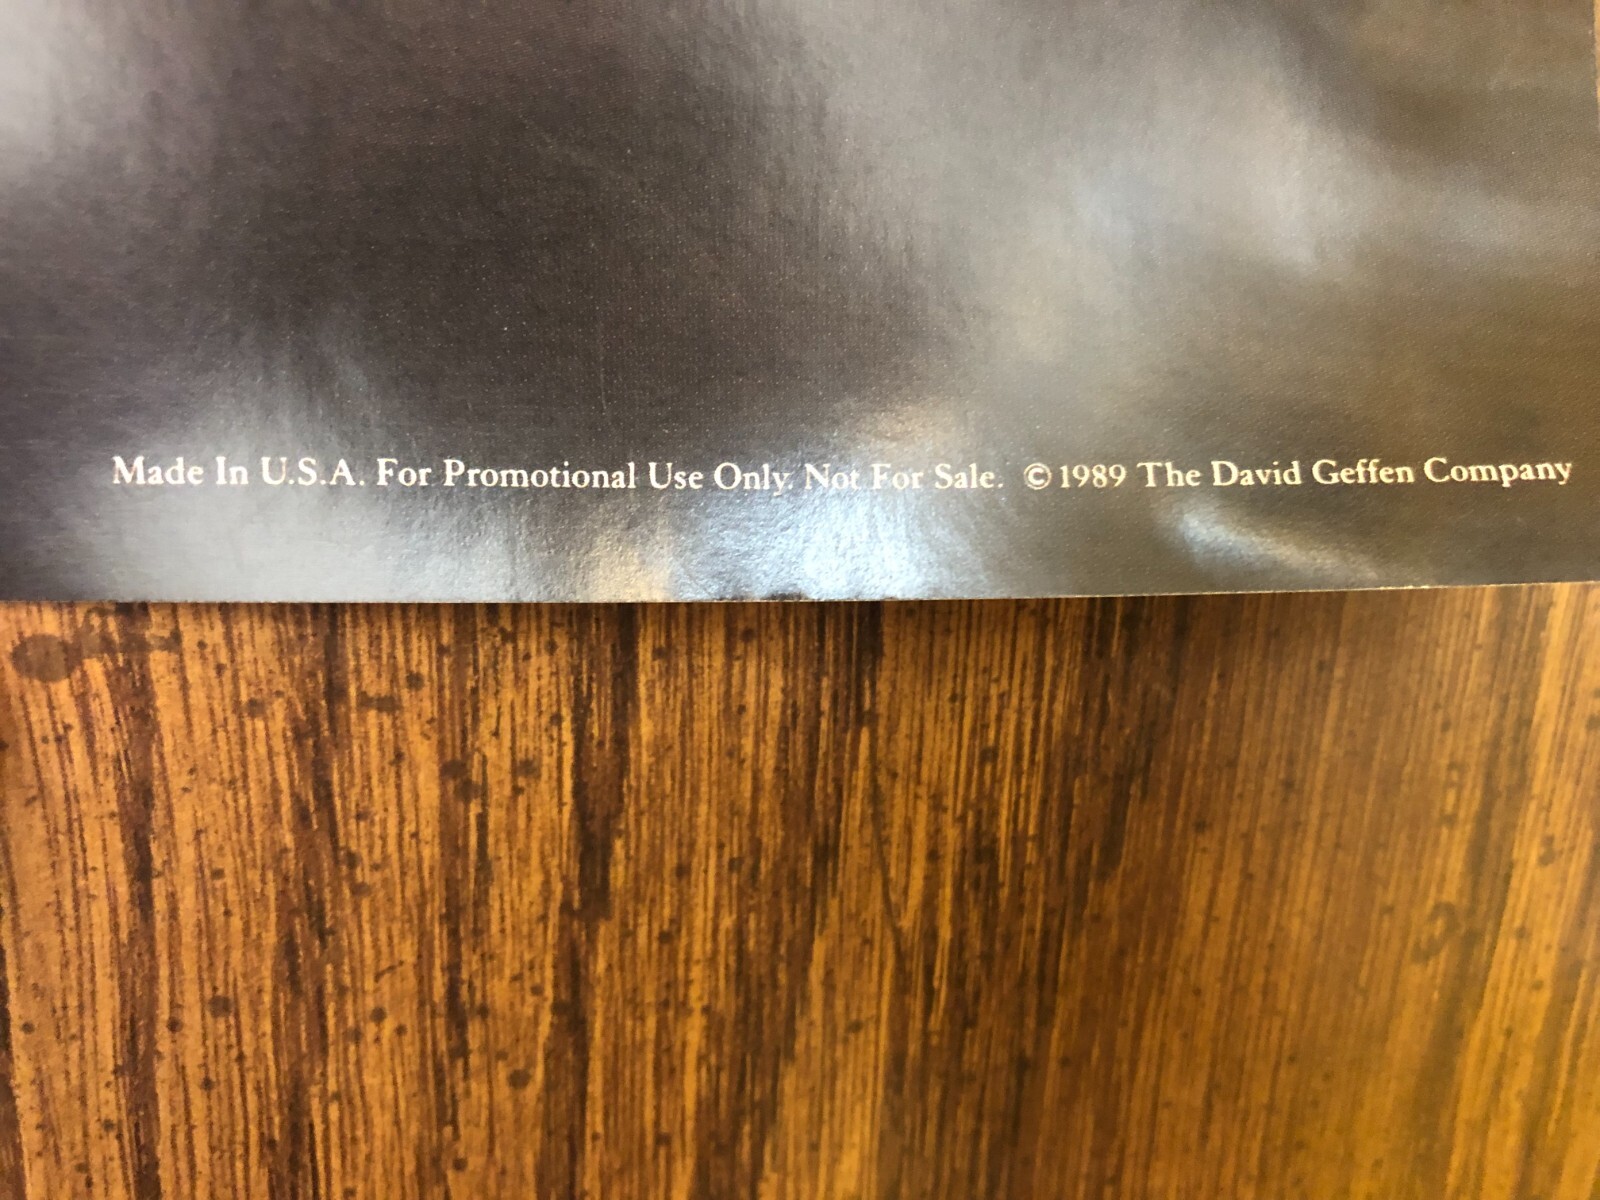 Made In U.S.A. For Promotional Use Only. Not For Sale. ©1989 The David Geffen Company